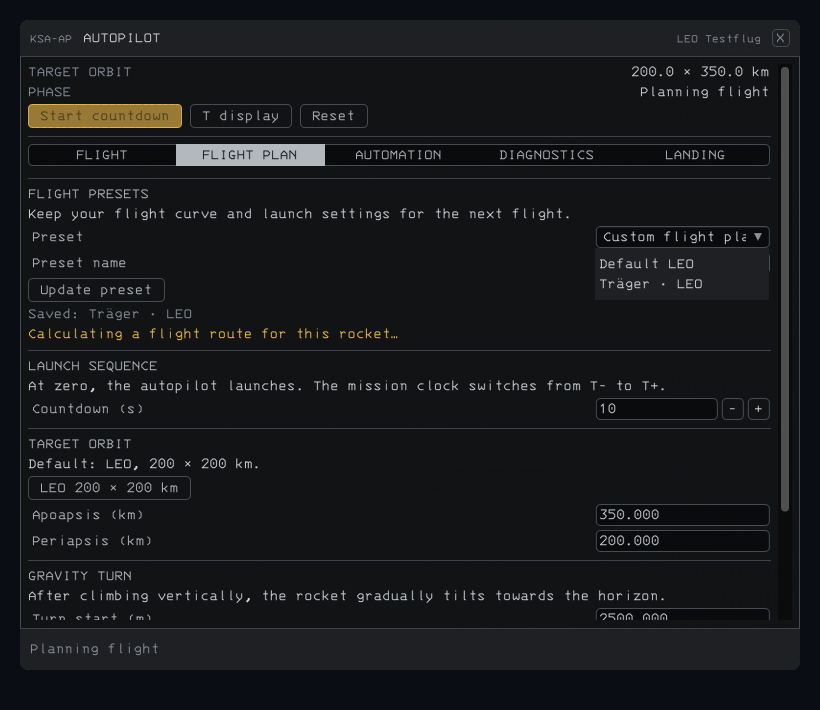 KSA-AP AUTOPILOT LEO Testflug X
TARGET ORBIT 200.0 × 350.0 km
PHASE Planning flight
Start countdown T display Reset
FLIGHT FLIGHT PLAN AUTOMATION DIAGNOSTICS LANDING
FLIGHT PRESETS
Keep your flight curve and launch settings for the next flight.
Preset Custom flight pla ▼
Preset name Default LEO
Träger · LEO
Update preset
Saved: Träger · LEO
Calculating a flight route for this rocket…
LAUNCH SEQUENCE
At zero, the autopilot launches. The mission clock switches from T- to T+.
Countdown (s) 10 - +
TARGET ORBIT
Default: LEO, 200 × 200 km.
LEO 200 × 200 km
Apoapsis (km) 350.000
Periapsis (km) 200.000
GRAVITY TURN
After climbing vertically, the rocket gradually tilts towards the horizon.
Turn start (m) 2500.000
Planning flight